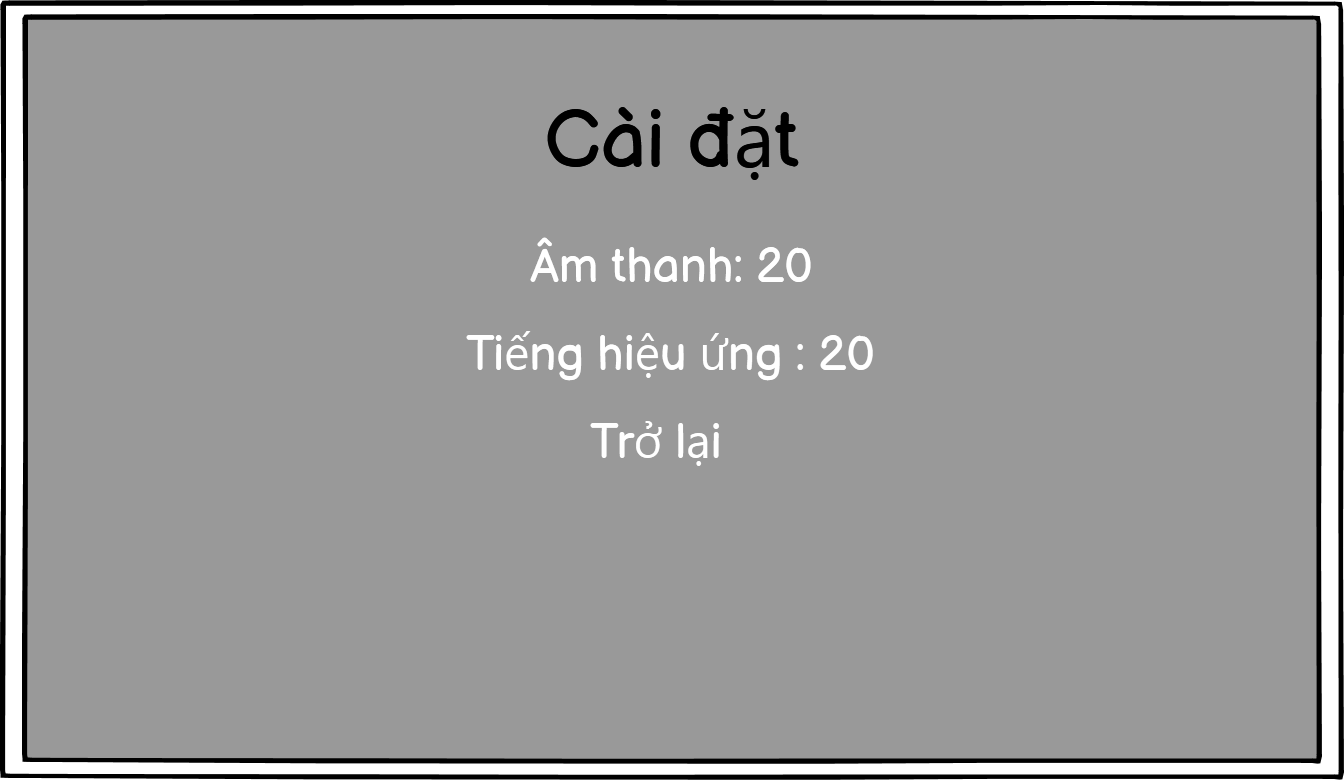 Cài đặt
Âm thanh: 20
Tiếng hiệu ứng : 20
Trở lại